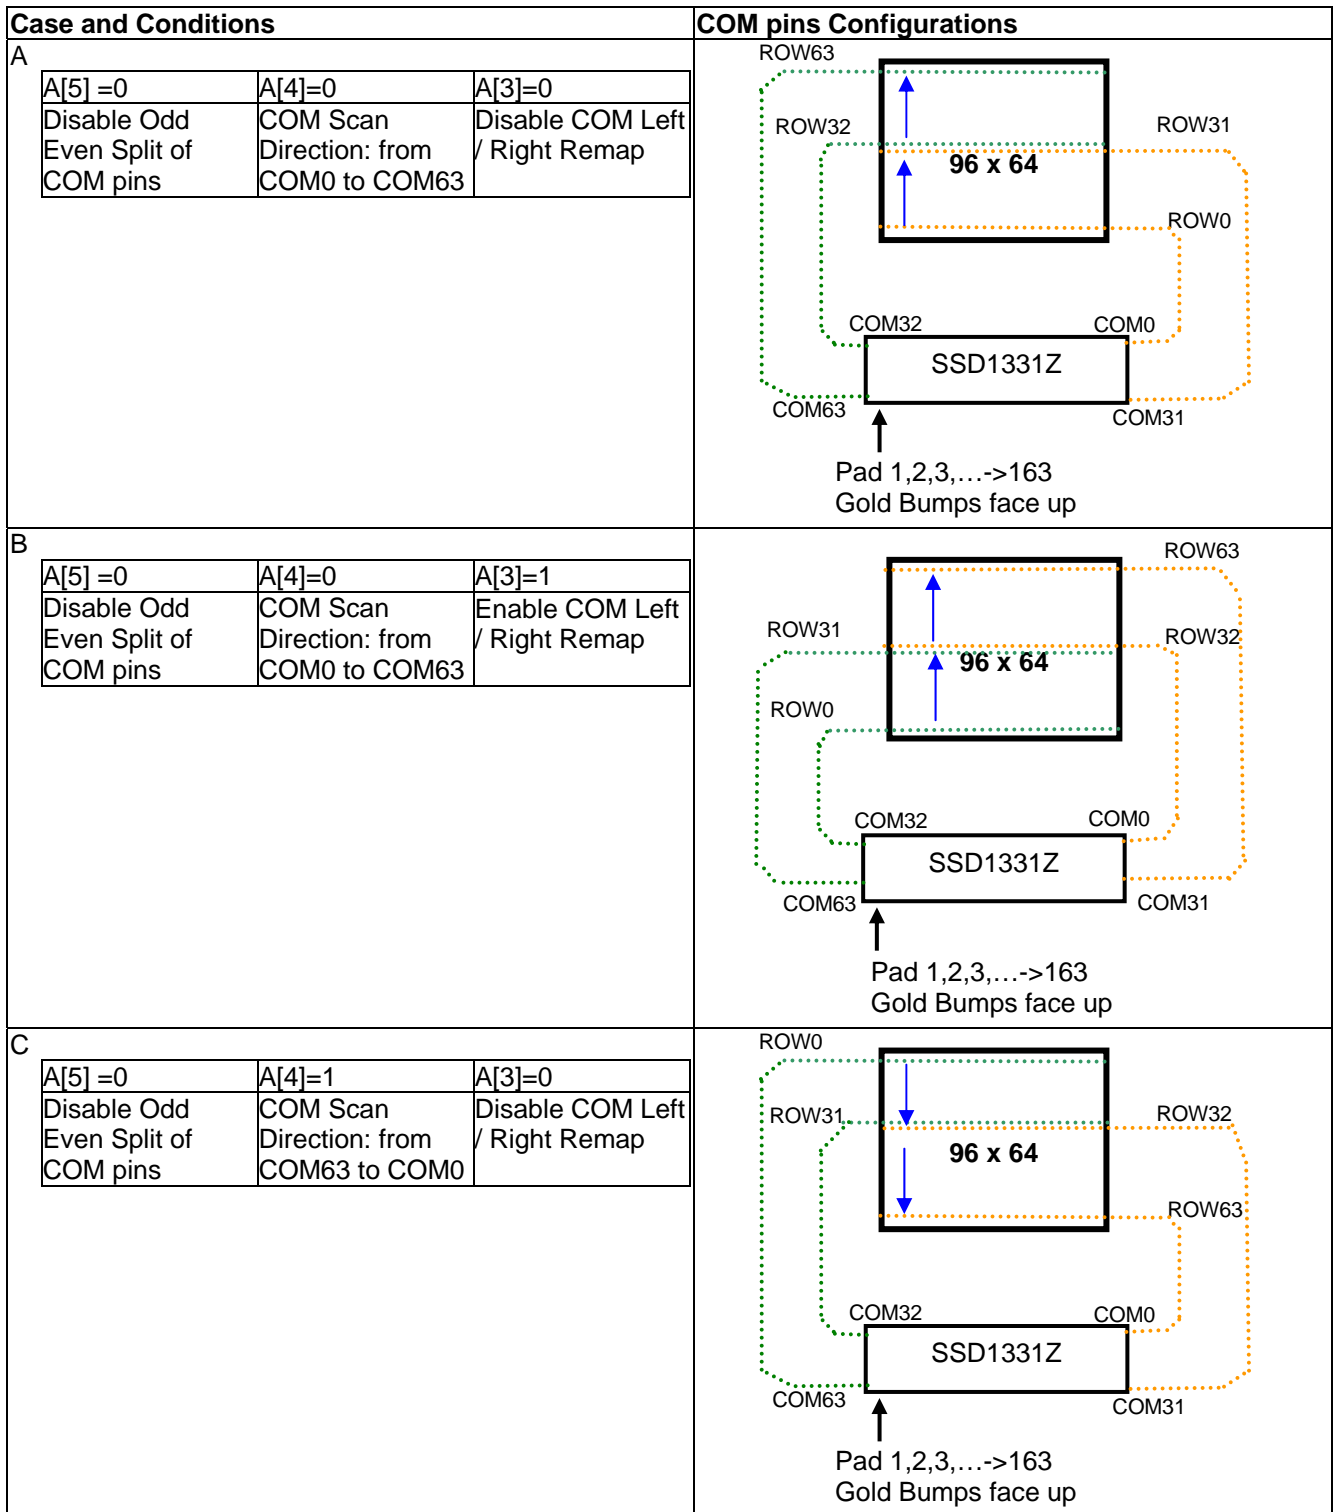 Case and Conditions
COM pins Configurations
A
A[5] =0
A[4]=0
A[3]=0
Disable Odd
Even Split of
COM pins
COM Scan
Direction: from
COM0 to COM63
Disable COM Left
/ Right Remap
ROW63
ROW32
ROW31
96 x 64
ROW0
COM32
COM0
SSD1331Z
COM63
COM31
Pad 1,2,3,…->163
Gold Bumps face up
B
A[5] =0
A[4]=0
A[3]=1
Disable Odd
Even Split of
COM pins
COM Scan
Direction: from
COM0 to COM63
Enable COM Left
/ Right Remap
ROW63
ROW31
ROW32
96 x 64
ROW0
COM32
COM0
SSD1331Z
COM63
COM31
Pad 1,2,3,…->163
Gold Bumps face up
C
A[5] =0
A[4]=1
A[3]=0
Disable Odd
Even Split of
COM pins
COM Scan
Direction: from
COM63 to COM0
Disable COM Left
/ Right Remap
ROW0
ROW31
ROW32
96 x 64
ROW63
COM32
COM0
SSD1331Z
COM63
COM31
Pad 1,2,3,…->163
Gold Bumps face up